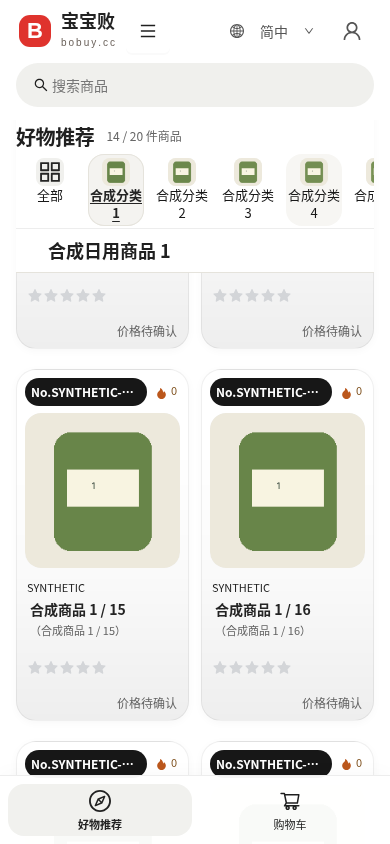 B 宝宝败
bobuy.cc
简中
搜索商品
好物推荐 14 / 20 件商品
全部
合成分类
1
合成分类
2
合成分类
3
合成分类
4
合成日用商品 1
价格待确认
价格待确认
No.SYNTHETIC-… 0
No.SYNTHETIC-… 0
1
1
SYNTHETIC
合成商品 1 / 15
（合成商品 1 / 15）
价格待确认
SYNTHETIC
合成商品 1 / 16
（合成商品 1 / 16）
价格待确认
No.SYNTHETIC-… 0
No.SYNTHETIC-… 0
好物推荐
购物车